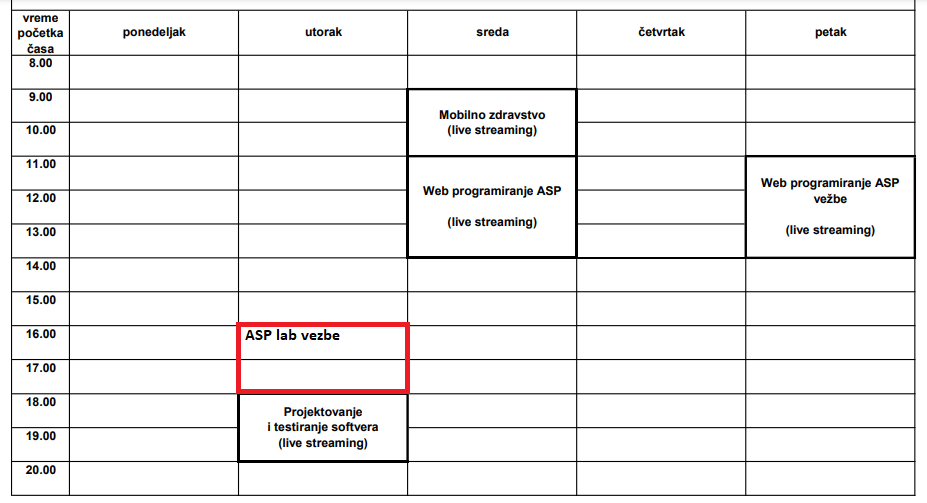 vreme
početka
časa
ponedeljak
utorak
sreda
četvrtak
petak
8.00
9.00
Mobilno zdravstvo
(live streaming)
10.00
11.00
Web programiranje ASP
(live streaming)
Web programiranje ASP
vežbe
(live streaming)
12.00
13.00
14.00
15.00
16.00
ASP lab vezbe
17.00
18.00
Projektovanje
i testiranje softvera
(live streaming)
19.00
20.00